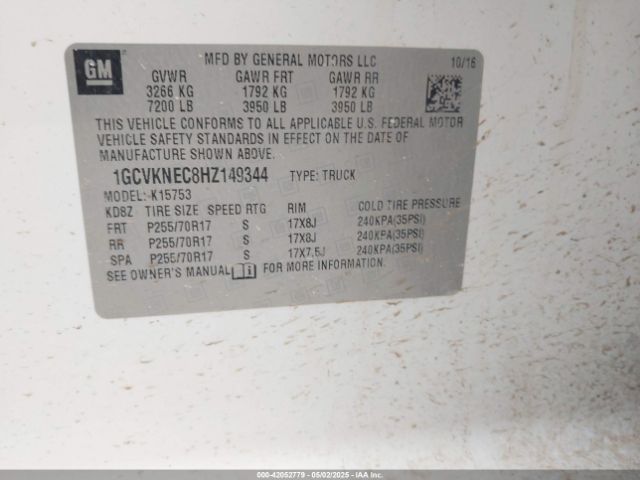 GM
MFD BY GENERAL MOTORS LLC 10/16
GVWR GAWR FRT GAWR RR
3266 KG 1792 KG 1792 KG
7200 LB 3950 LB 3950 LB
THIS VEHICLE CONFORMS TO ALL APPLICABLE U.S. FEDERAL MOTOR
VEHICLE SAFETY STANDARDS IN EFFECT ON THE DATE OF
MANUFACTURE SHOWN ABOVE.
1GCVKNEC8HZ149344 TYPE: TRUCK
MODEL: K15753
KD8Z TIRE SIZE SPEED RTG RIM COLD TIRE PRESSURE
FRT P255/70R17 S 17X8J 240KPA(35PSI)
RR P255/70R17 S 17X8J 240KPA(35PSI)
SPA P255/70R17 S 17X7.5J 240KPA(35PSI)
SEE OWNER'S MANUAL FOR MORE INFORMATION.
000-42052779 - 05/02/2025 - IAAI.COM